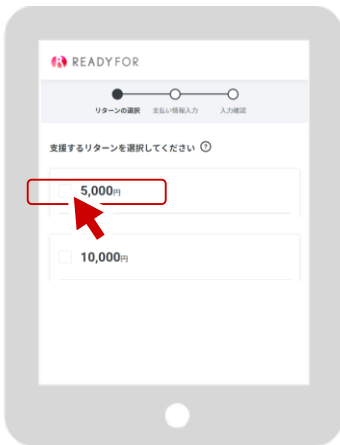 READYFOR
リターンの選択 支払い情報入力 入力確認
支援するリターンを選択してください ?
5,000円
10,000円